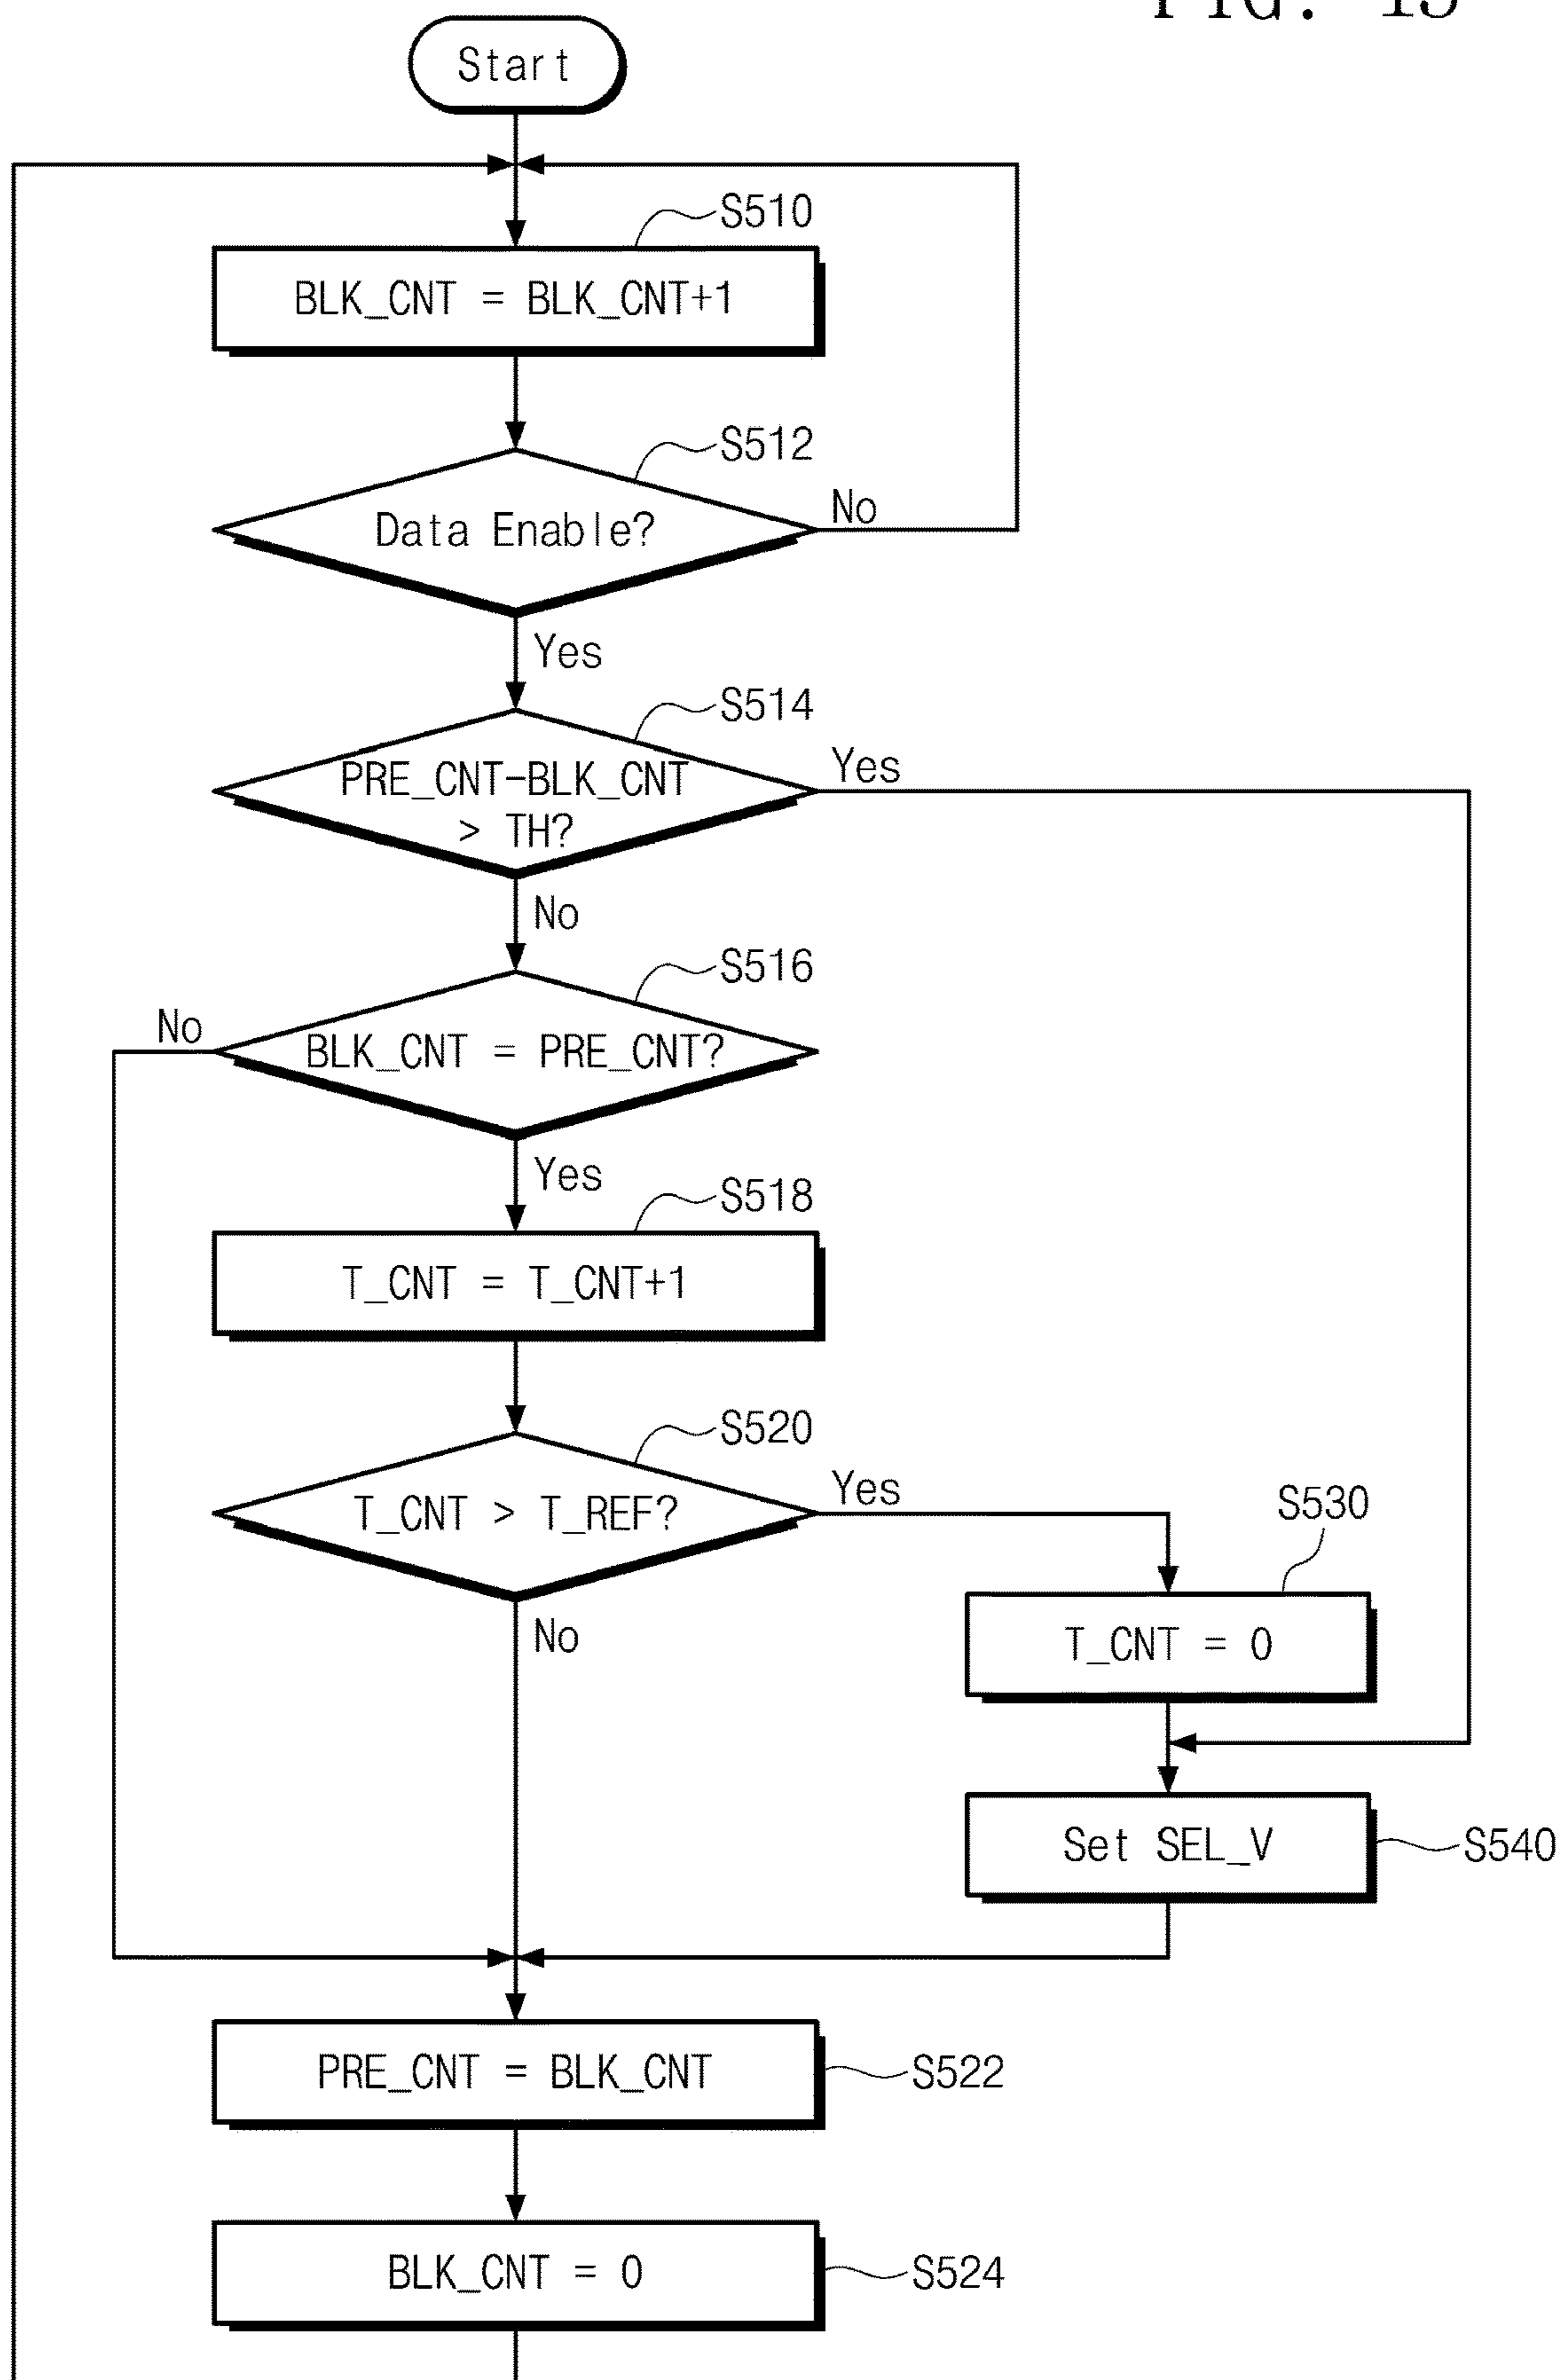 FIG. 15
Start
S510
BLK_CNT = BLK_CNT+1
S512
Data Enable?
No
Yes
S514
PRE_CNT-BLK_CNT
> TH?
Yes
No
S516
BLK_CNT = PRE_CNT?
No
Yes
S518
T_CNT = T_CNT+1
S520
T_CNT > T_REF?
Yes
No
S530
T_CNT = 0
Set SEL_V
S540
PRE_CNT = BLK_CNT
S522
BLK_CNT = 0
S524